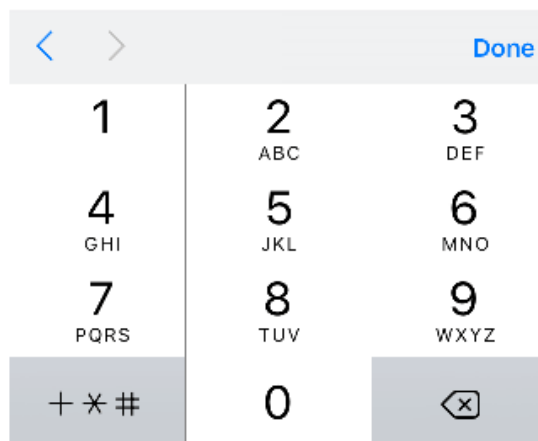 Done
1 2 3
ABC DEF
4 5 6
GHI JKL MNO
7 8 9
PQRS TUV WXYZ
+*# 0